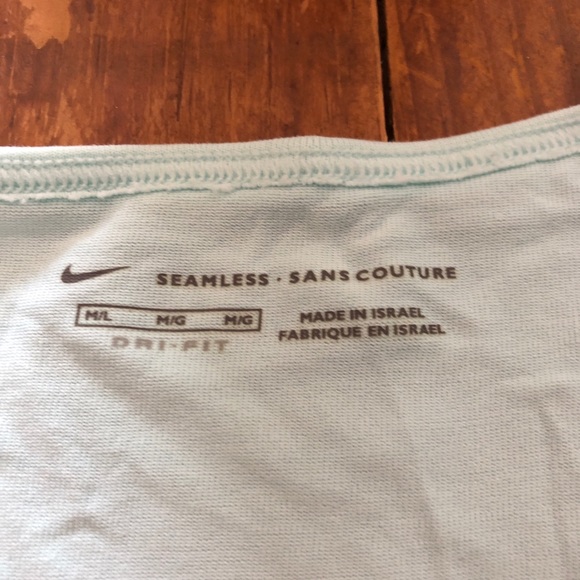 SEAMLESS · SANS COUTURE
M/L M/G M/G
DRI-FIT
MADE IN ISRAEL
FABRIQUE EN ISRAEL